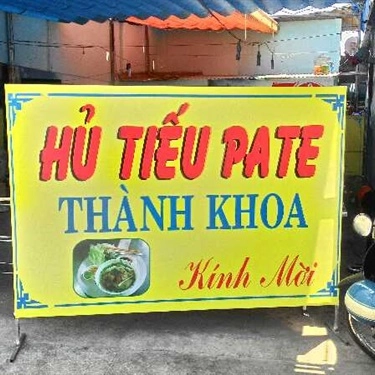 HỦ TIẾU PATE
THÀNH KHOA
Kính Mời